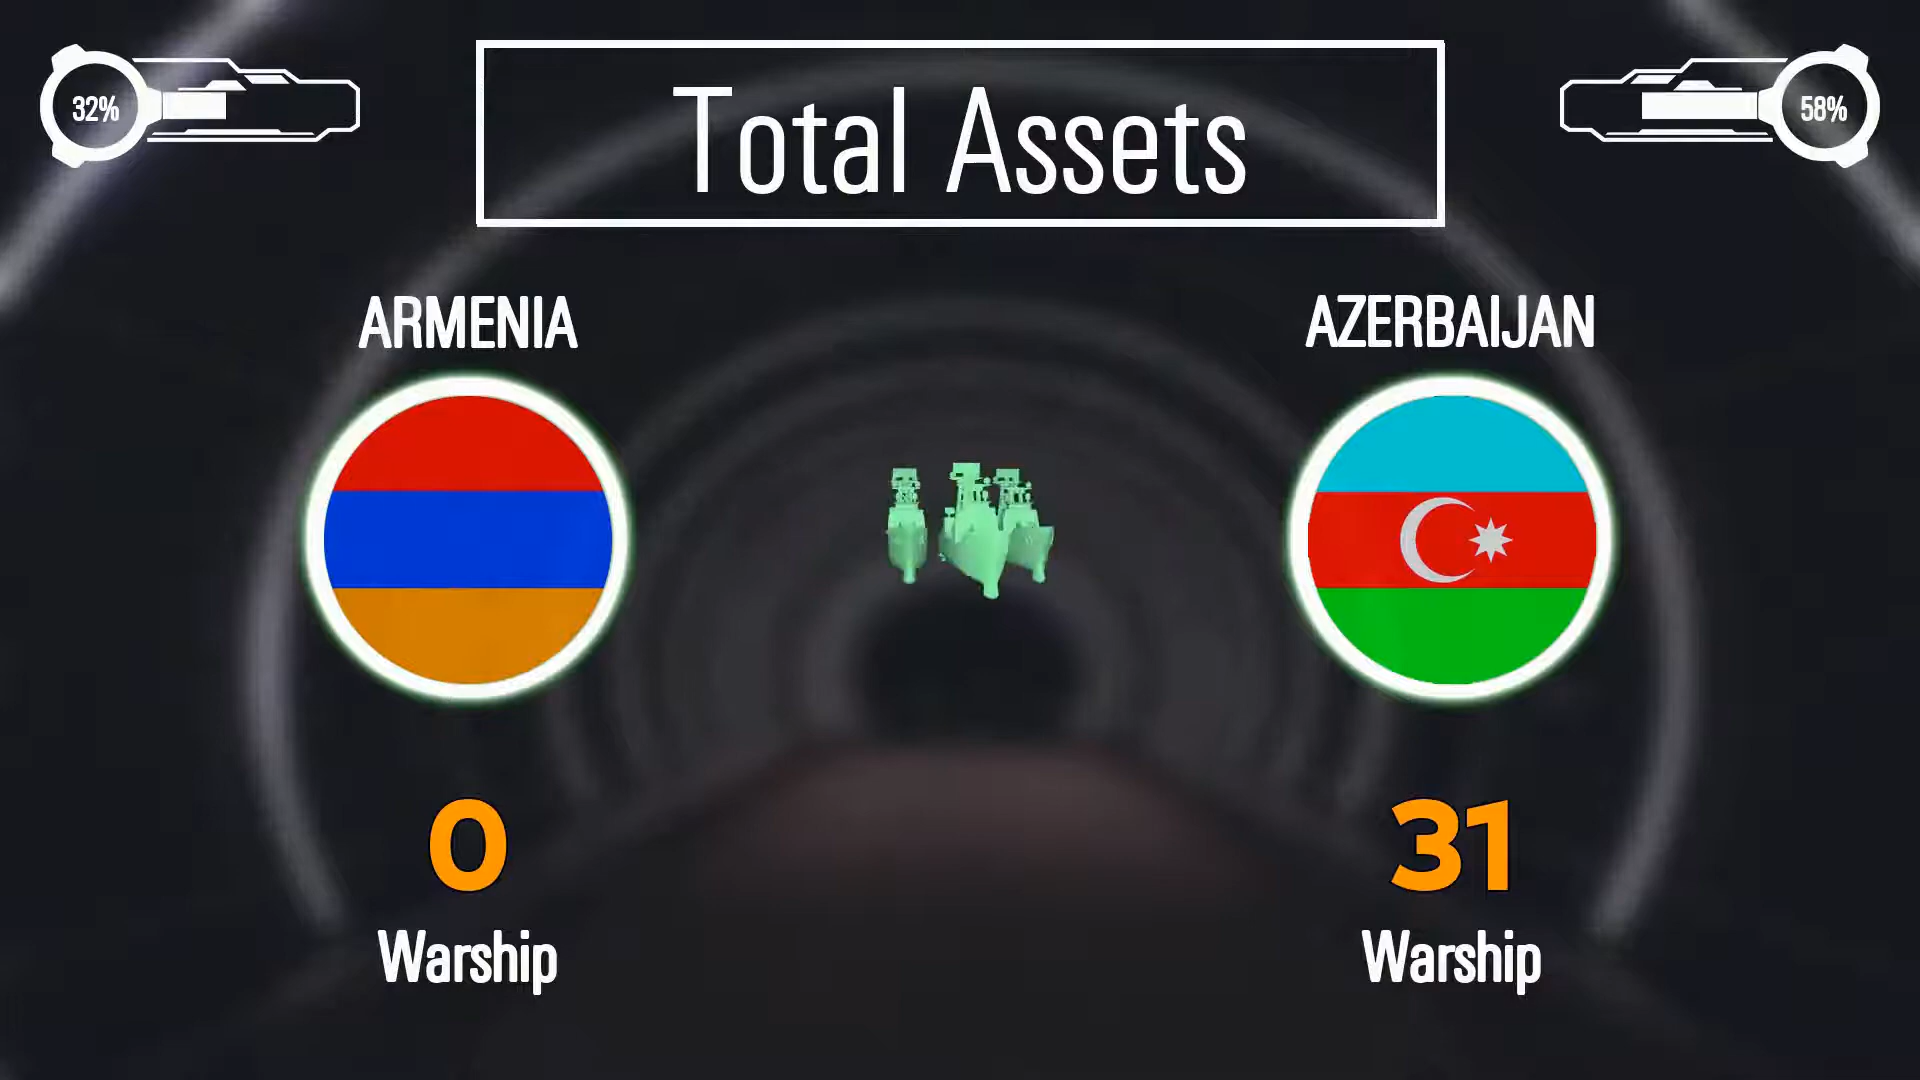 32%
Total Assets
58%
ARMENIA
AZERBAIJAN
0
31
Warship
Warship